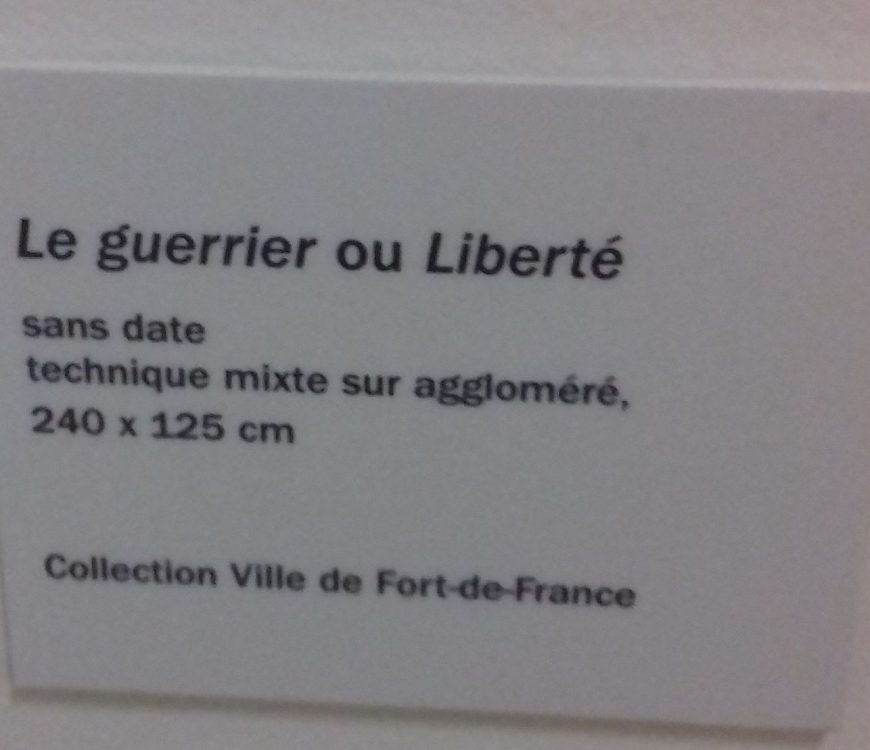 Le guerrier ou Liberté
sans date
technique mixte sur aggloméré,
240 x 125 cm
Collection Ville de Fort-de-France